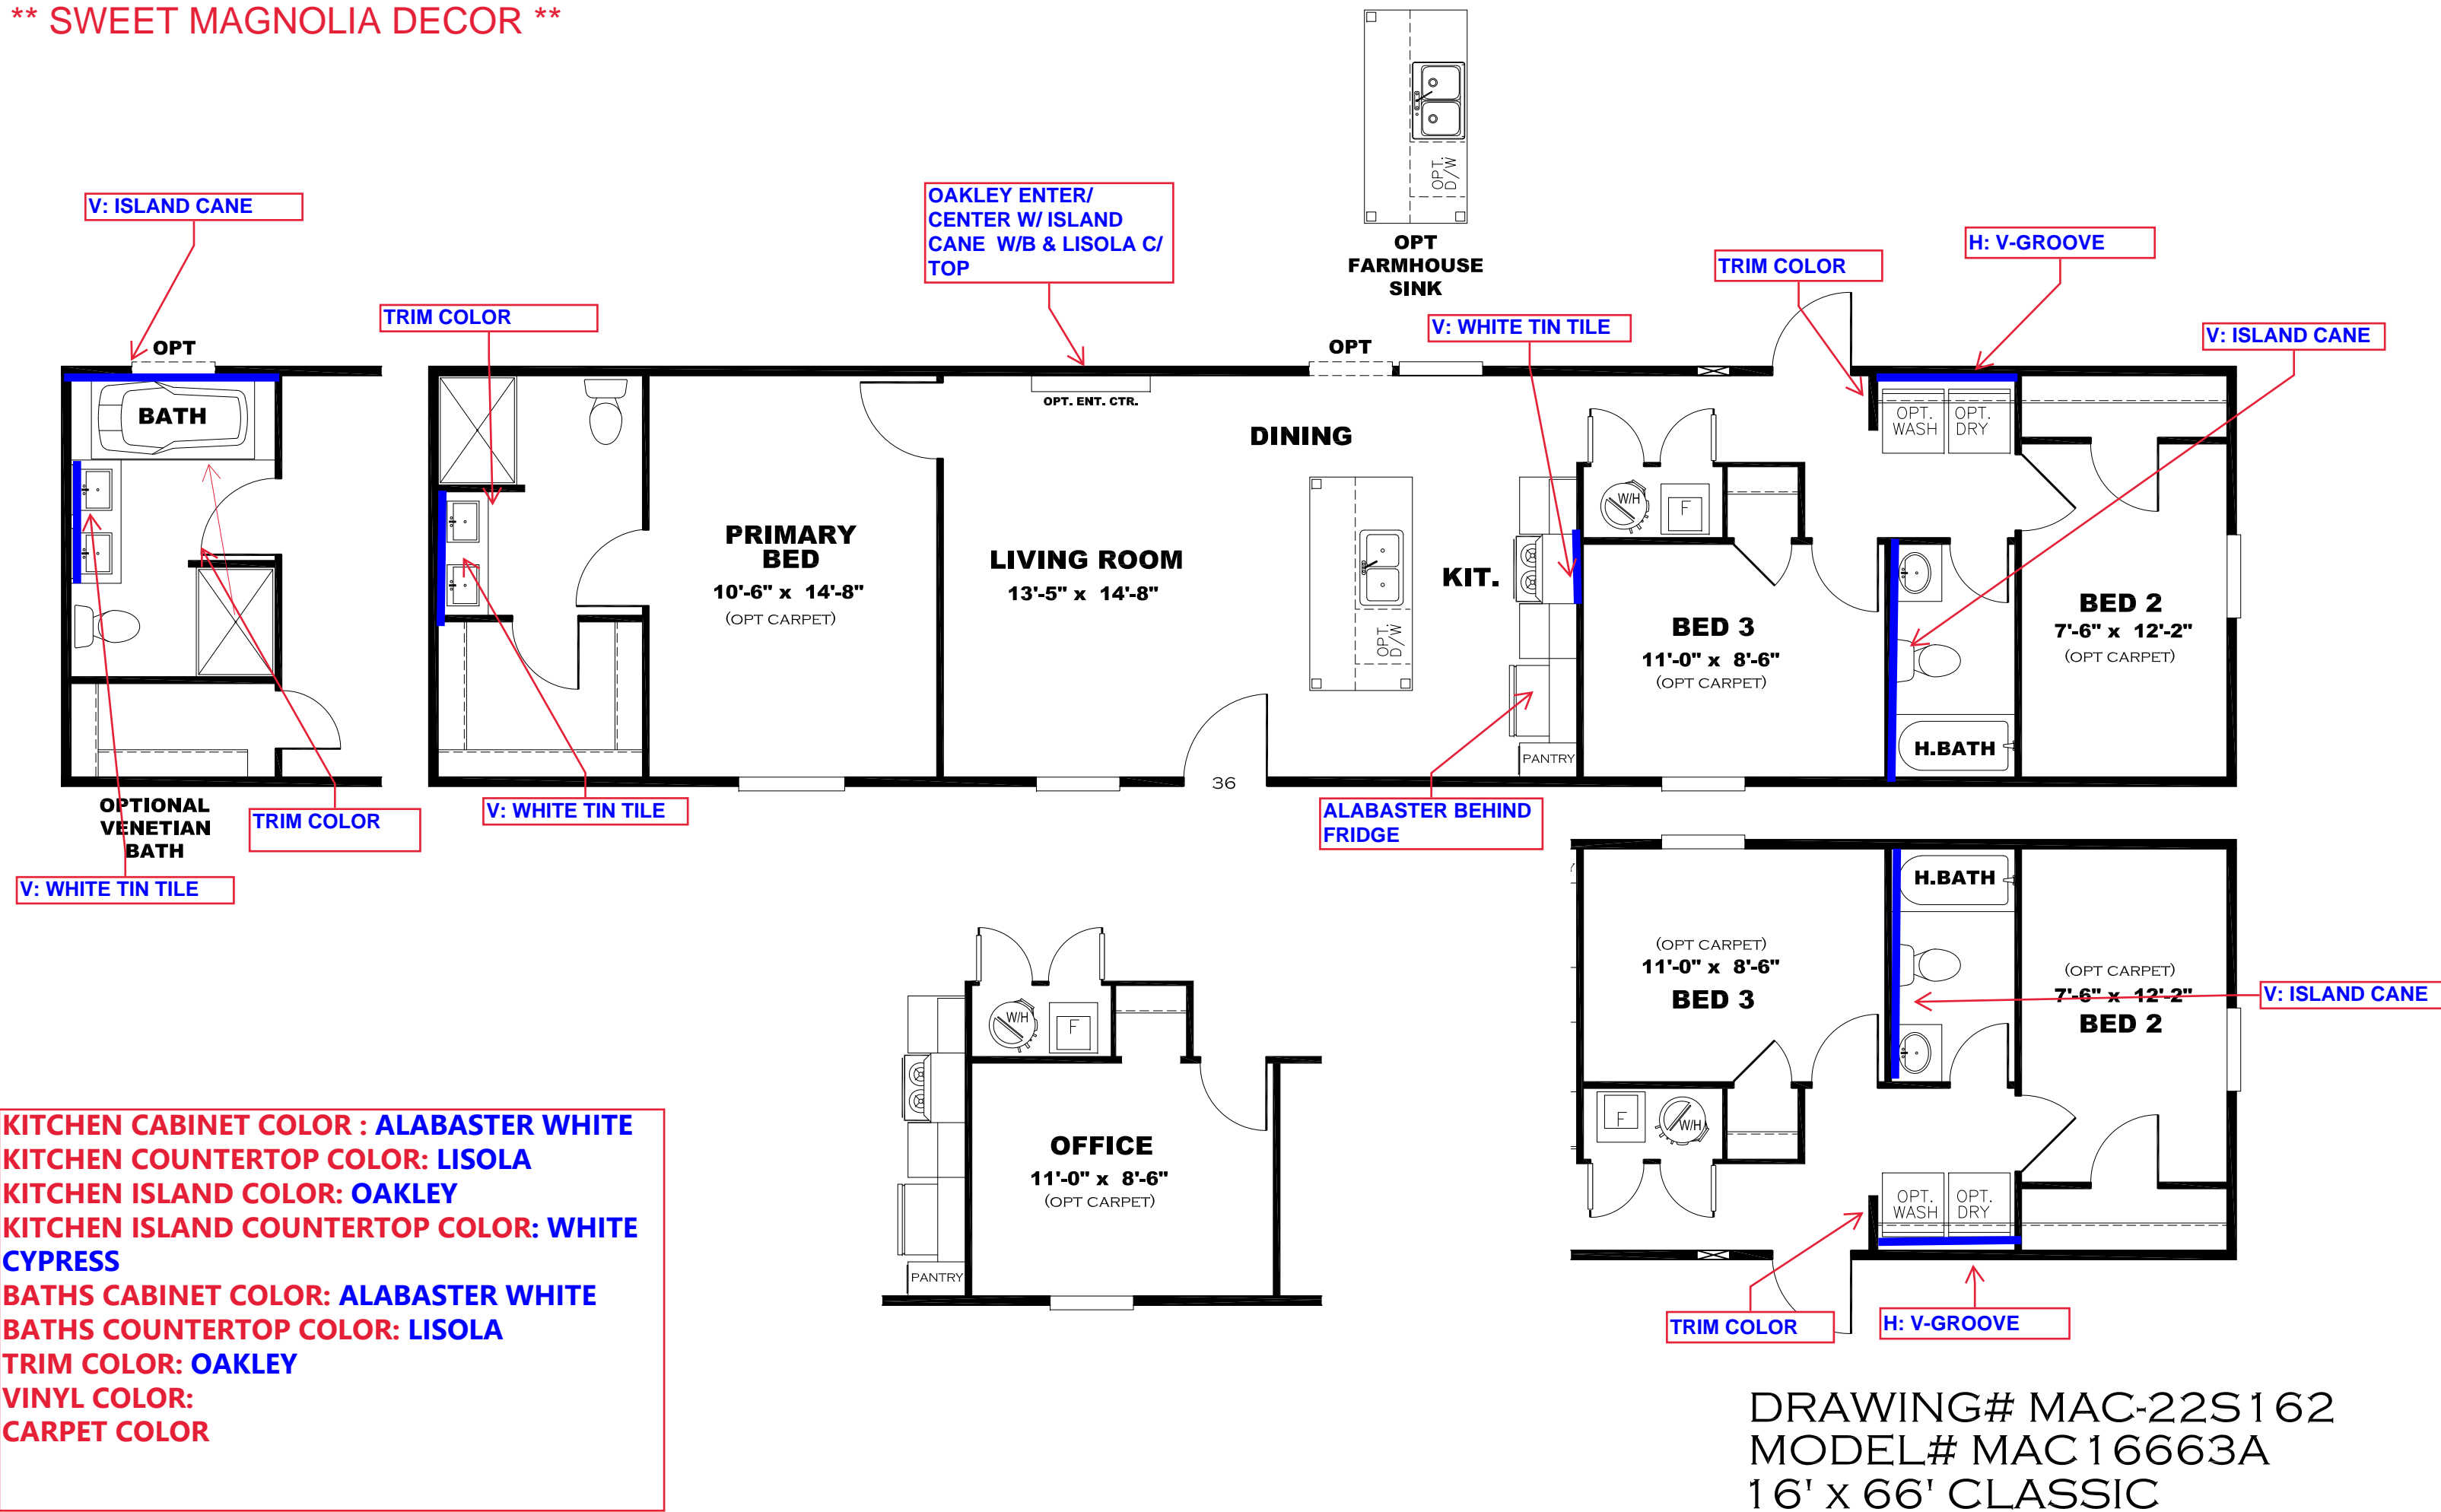 ** SWEET MAGNOLIA DECOR **
OPT.
D/W
OPT
FARMHOUSE
SINK
V: ISLAND CANE
OAKLEY ENTER/
CENTER W/ ISLAND
CANE W/B & LISOLA C/
TOP
TRIM COLOR
V: WHITE TIN TILE
TRIM COLOR
H: V-GROOVE
V: ISLAND CANE
OPT
BATH
OPT
OPT. ENT. CTR.
DINING
OPT.
WASH
OPT.
DRY
W/H
F
PRIMARY
BED
10'-6" x 14'-8"
(OPT CARPET)
LIVING ROOM
13'-5" x 14'-8"
KIT.
OPT.
D/W
BED 3
11'-0" x 8'-6"
(OPT CARPET)
BED 2
7'-6" x 12'-2"
(OPT CARPET)
H.BATH
PANTRY
36
OPTIONAL
VENETIAN
BATH
TRIM COLOR
V: WHITE TIN TILE
V: WHITE TIN TILE
ALABASTER BEHIND
FRIDGE
H.BATH
(OPT CARPET)
11'-0" x 8'-6"
BED 3
(OPT CARPET)
7'-6" x 12'-2"
BED 2
V: ISLAND CANE
F
W/H
OPT.
WASH
OPT.
DRY
TRIM COLOR
H: V-GROOVE
W/H
F
OFFICE
11'-0" x 8'-6"
(OPT CARPET)
PANTRY
KITCHEN CABINET COLOR : ALABASTER WHITE
KITCHEN COUNTERTOP COLOR: LISOLA
KITCHEN ISLAND COLOR: OAKLEY
KITCHEN ISLAND COUNTERTOP COLOR: WHITE
CYPRESS
BATHS CABINET COLOR: ALABASTER WHITE
BATHS COUNTERTOP COLOR: LISOLA
TRIM COLOR: OAKLEY
VINYL COLOR:
CARPET COLOR
DRAWING# MAC-22S162
MODEL# MAC16663A
16' x 66' CLASSIC